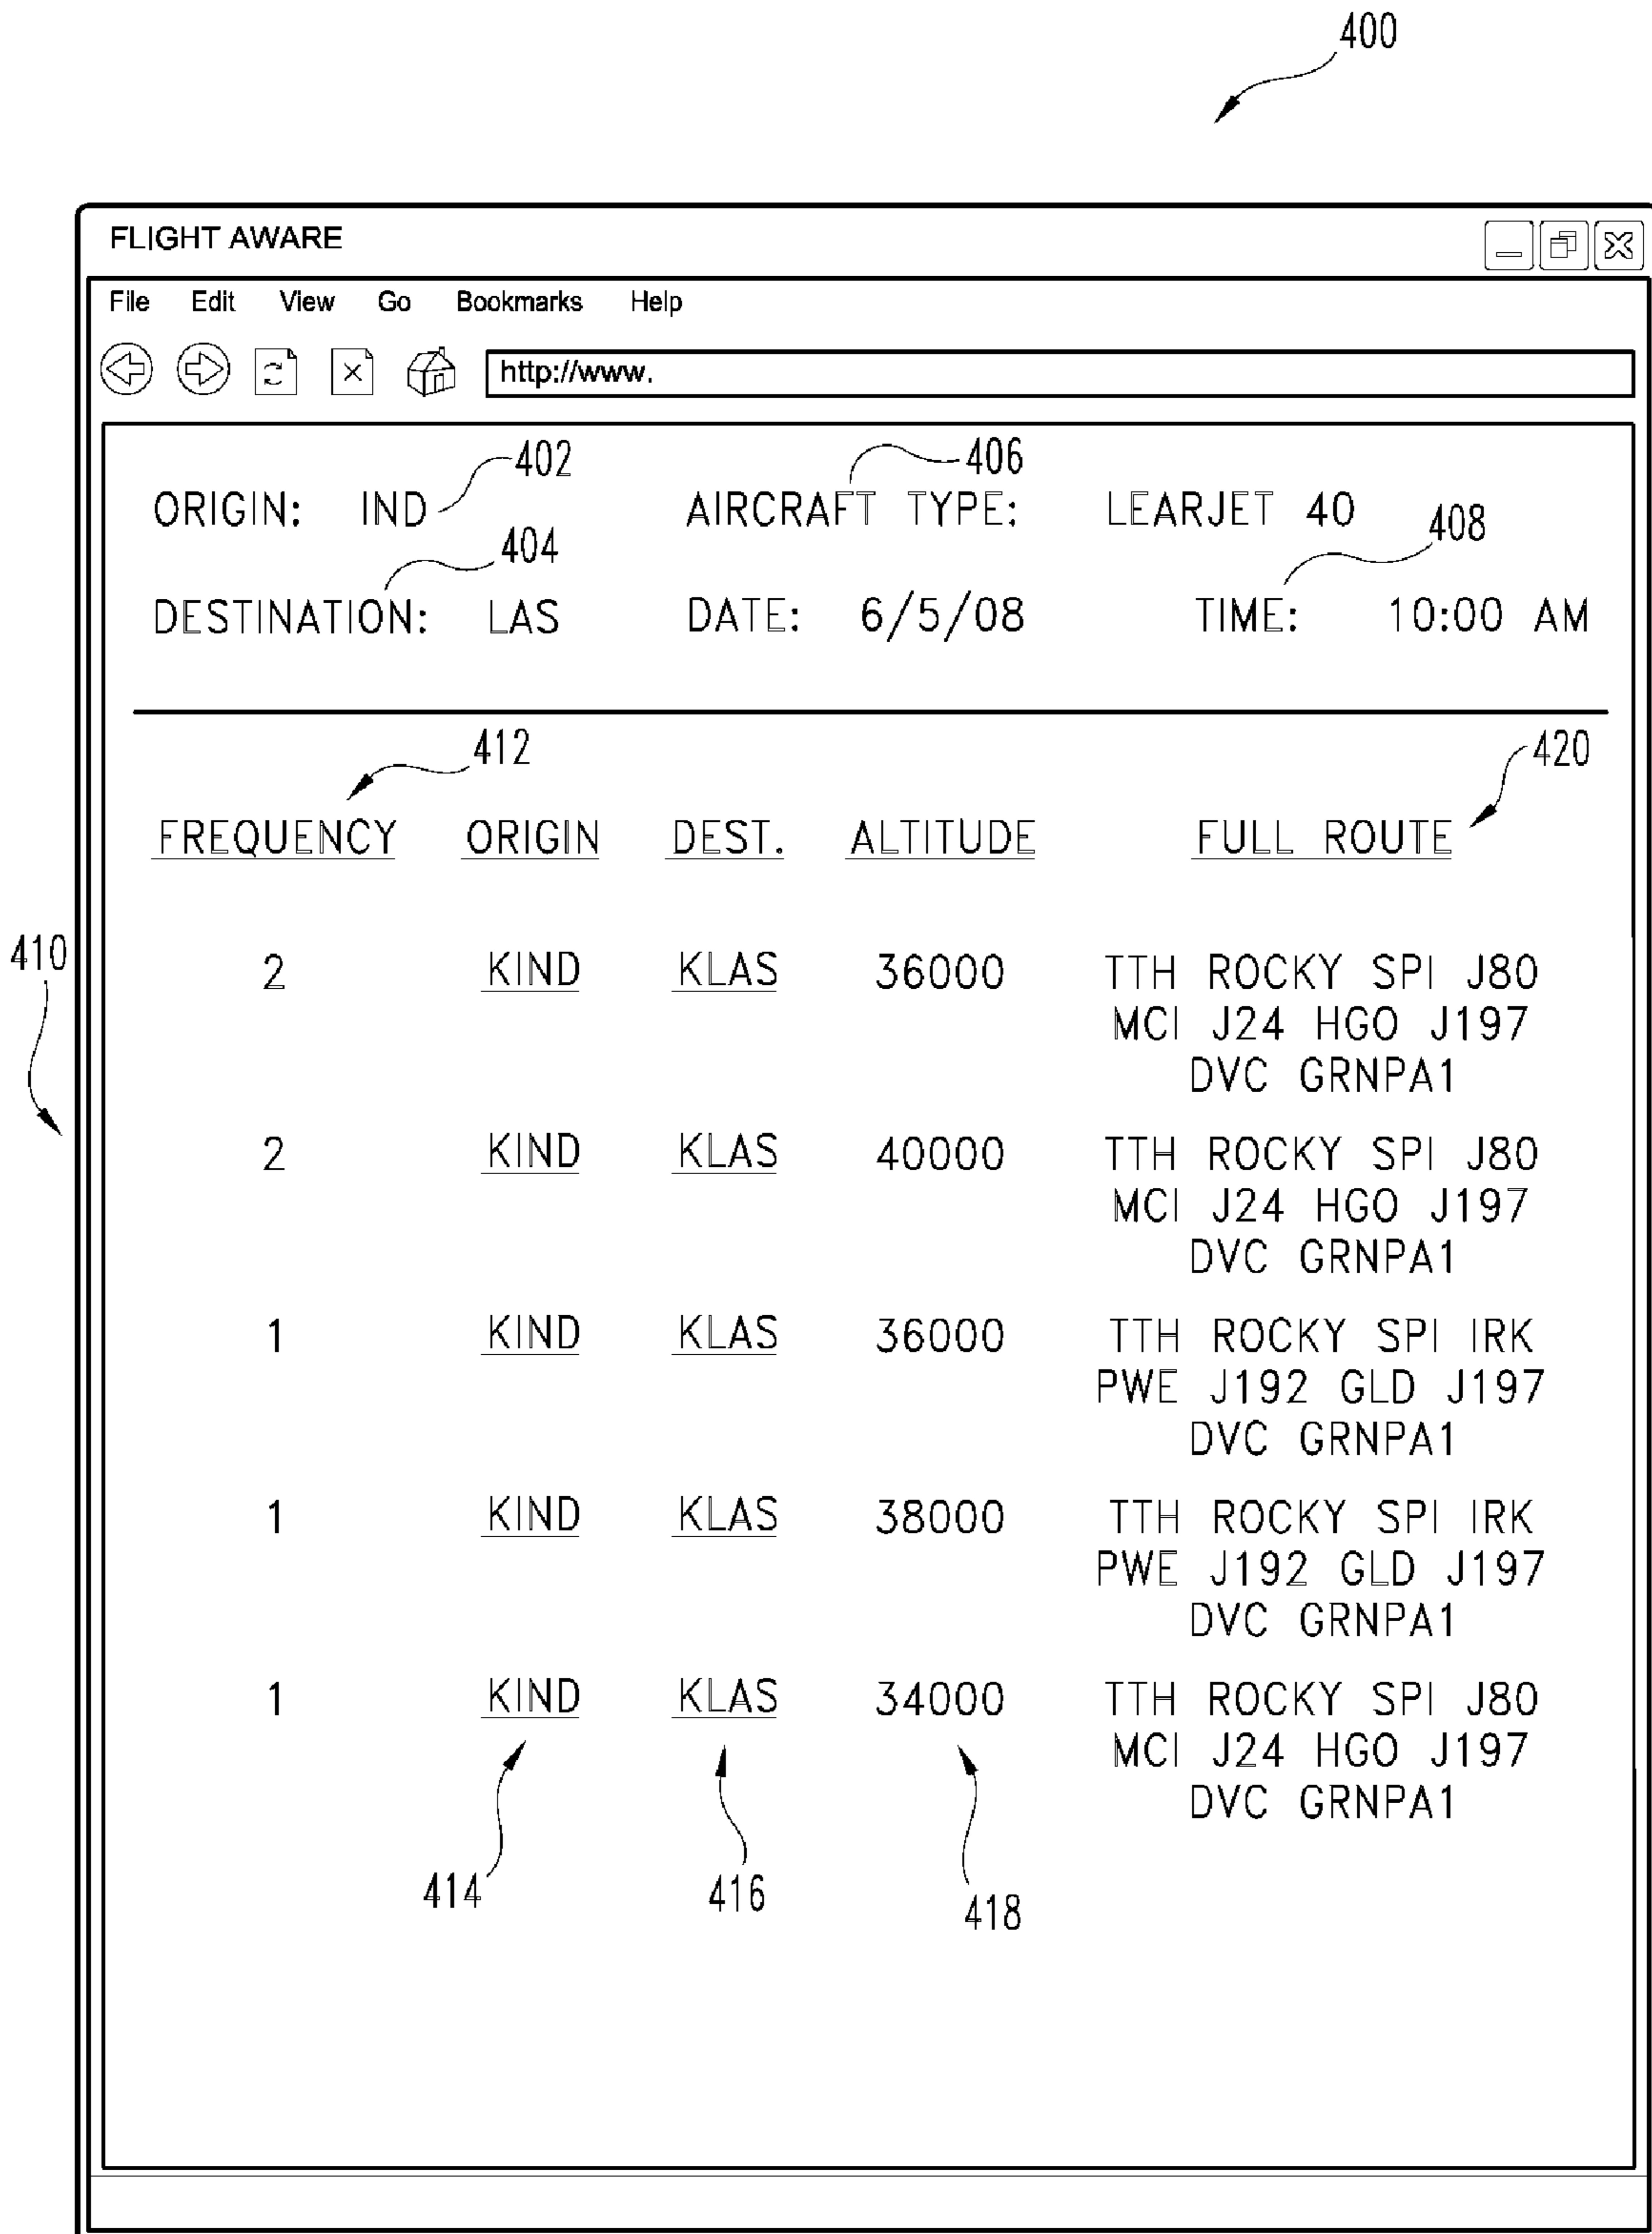 400
FLIGHT AWARE
File Edit View Go Bookmarks Help
http://www.
402 406
ORIGIN: IND AIRCRAFT TYPE: LEARJET 40
404 408
DESTINATION: LAS DATE: 6/5/08 TIME: 10:00 AM
412 420
FREQUENCY ORIGIN DEST. ALTITUDE FULL ROUTE
410
2 KIND KLAS 36000 TTH ROCKY SPI J80
MCI J24 HGO J197
DVC GRNPA1
2 KIND KLAS 40000 TTH ROCKY SPI J80
MCI J24 HGO J197
DVC GRNPA1
1 KIND KLAS 36000 TTH ROCKY SPI IRK
PWE J192 GLD J197
DVC GRNPA1
1 KIND KLAS 38000 TTH ROCKY SPI IRK
PWE J192 GLD J197
DVC GRNPA1
1 KIND KLAS 34000 TTH ROCKY SPI J80
MCI J24 HGO J197
DVC GRNPA1
414 416 418